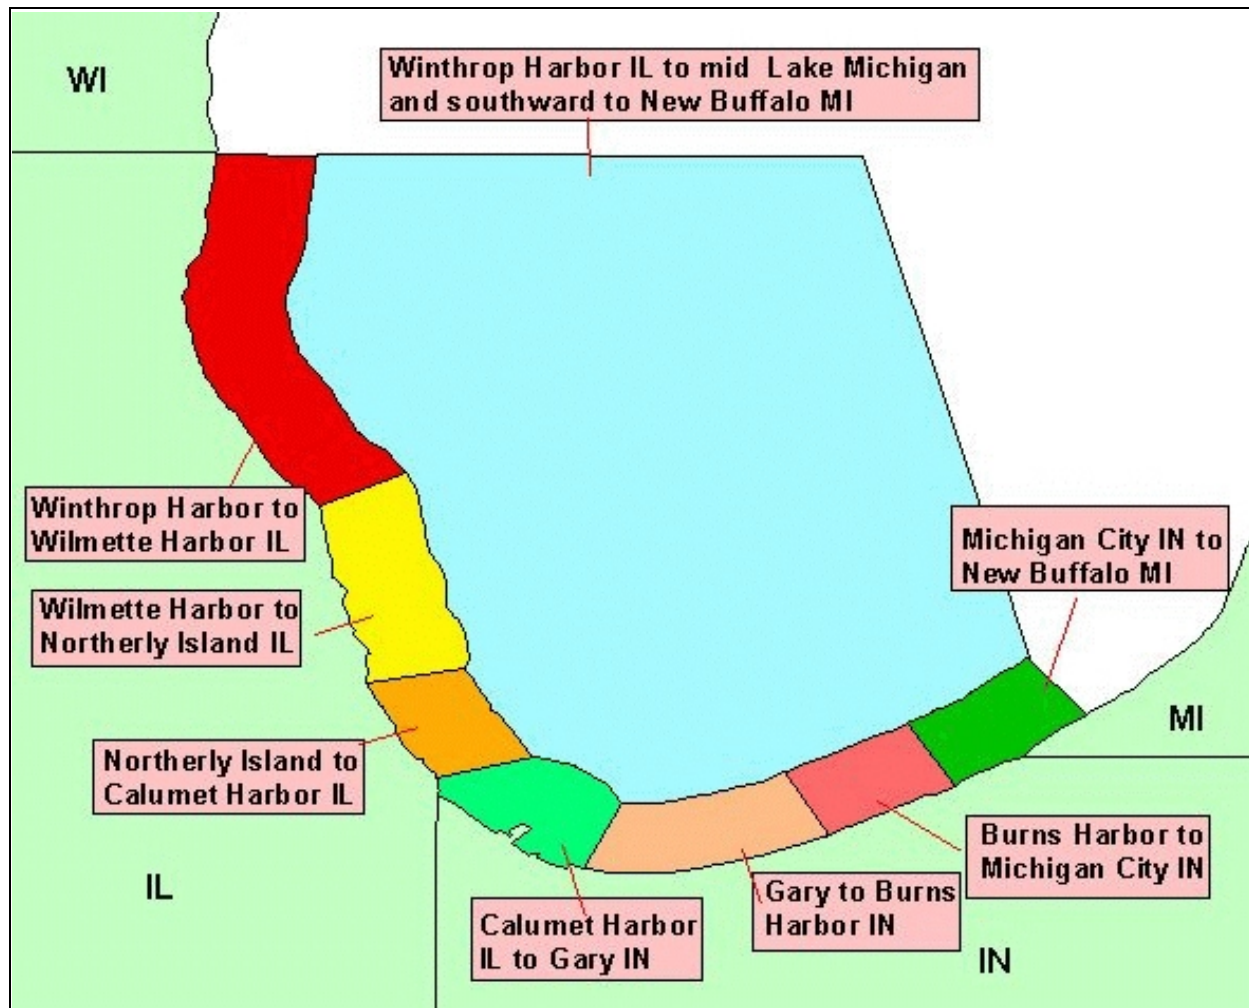 WI
Winthrop Harbor IL to mid Lake Michigan
and southward to New Buffalo MI
Winthrop Harbor to
Wilmette Harbor IL
Michigan City IN to
New Buffalo MI
Wilmette Harbor to
Northerly Island IL
MI
Northerly Island to
Calumet Harbor IL
Burns Harbor to
Michigan City IN
IL
Gary to Burns
Harbor IN
Calumet Harbor
IL to Gary IN
IN